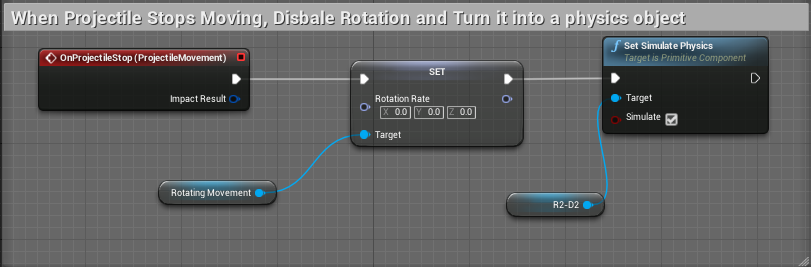 When Projectile Stops Moving, Disbale Rotation and Turn it into a physics object
OnProjectileStop (ProjectileMovement)
Impact Result
SET
Rotation Rate
X 0.0 Y 0.0 Z 0.0
Target
f Set Simulate Physics
Target is Primitive Component
Target
Simulate
Rotating Movement
R2-D2